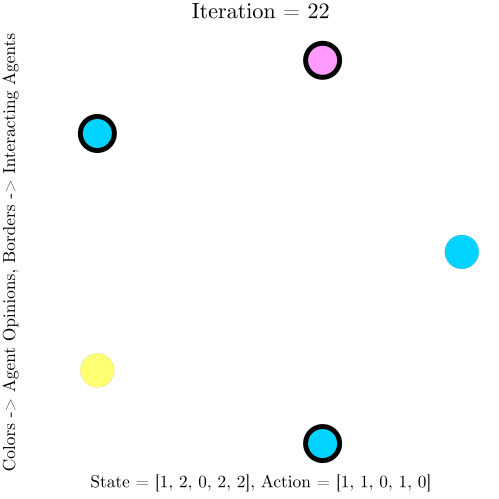 Iteration = 22
Colors -> Agent Opinions, Borders -> Interacting Agents
State = [1, 2, 0, 2, 2], Action = [1, 1, 0, 1, 0]